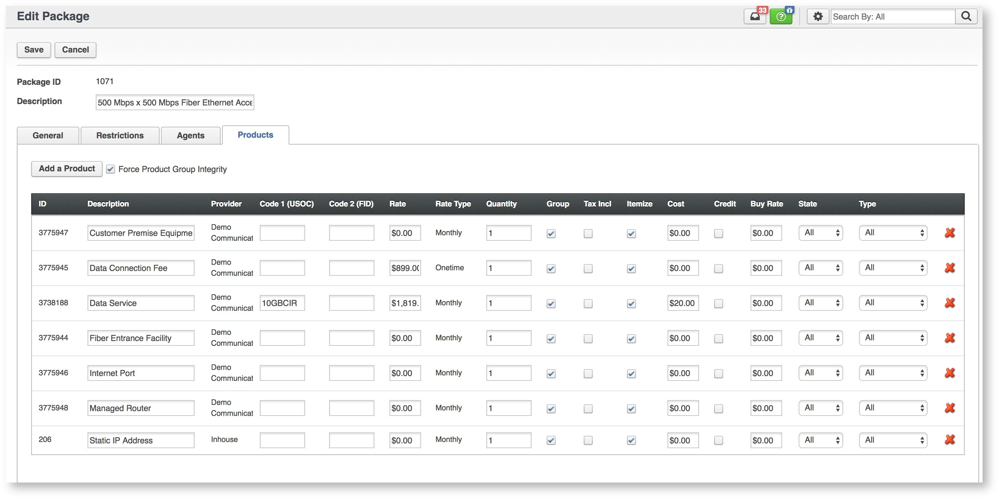 Edit Package
33
Search By: All
Save Cancel
Package ID 1071
Description 500 Mbps x 500 Mbps Fiber Ethernet Acce
General Restrictions Agents Products
Add a Product Force Product Group Integrity
ID Description Provider Code 1 (USOC) Code 2 (FID) Rate Rate Type Quantity Group Tax Incl Itemize Cost Credit Buy Rate State Type
3775947 Customer Premise Equipme Demo Communicat $0.00 Monthly 1 $0.00 $0.00 All All
3775945 Data Connection Fee Demo Communicat $899.00 Onetime 1 $0.00 $0.00 All All
3738188 Data Service Demo Communicat 10GBCIR $1,819. Monthly 1 $20.00 $0.00 All All
3775944 Fiber Entrance Facility Demo Communicat $0.00 Monthly 1 $0.00 $0.00 All All
3775946 Internet Port Demo Communicat $0.00 Monthly 1 $0.00 $0.00 All All
3775948 Managed Router Demo Communicat $0.00 Monthly 1 $0.00 $0.00 All All
206 Static IP Address Inhouse $0.00 Monthly 1 $0.00 $0.00 All All